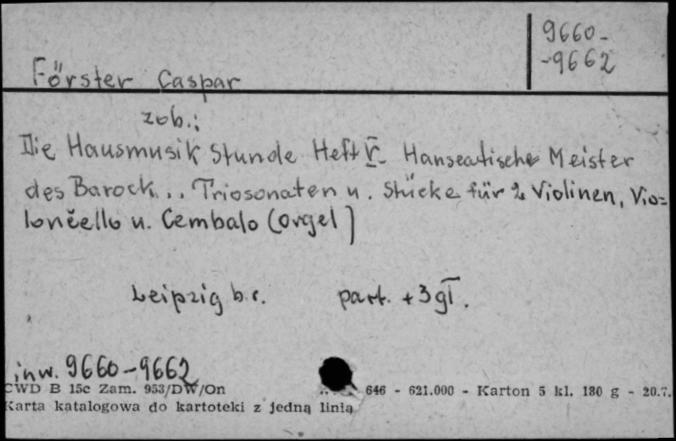 9660-
-9662
Förster Caspar
zob.:
Die Hausmusik Stunde Heft V. Hanseatische Meister
des Barock... Triosonaten u. Stücke für 2 Violinen, Vio=
lončello u. Cembalo (orgel)
Leipzig b.r. part. + 3 gł.
inw. 9660-9662
CWD B 15c Zam. 953/DW/On 646 - 621.000 - Karton 5 kl. 180 g - 20.7.
Karta katalogowa do kartoteki z jedną linią